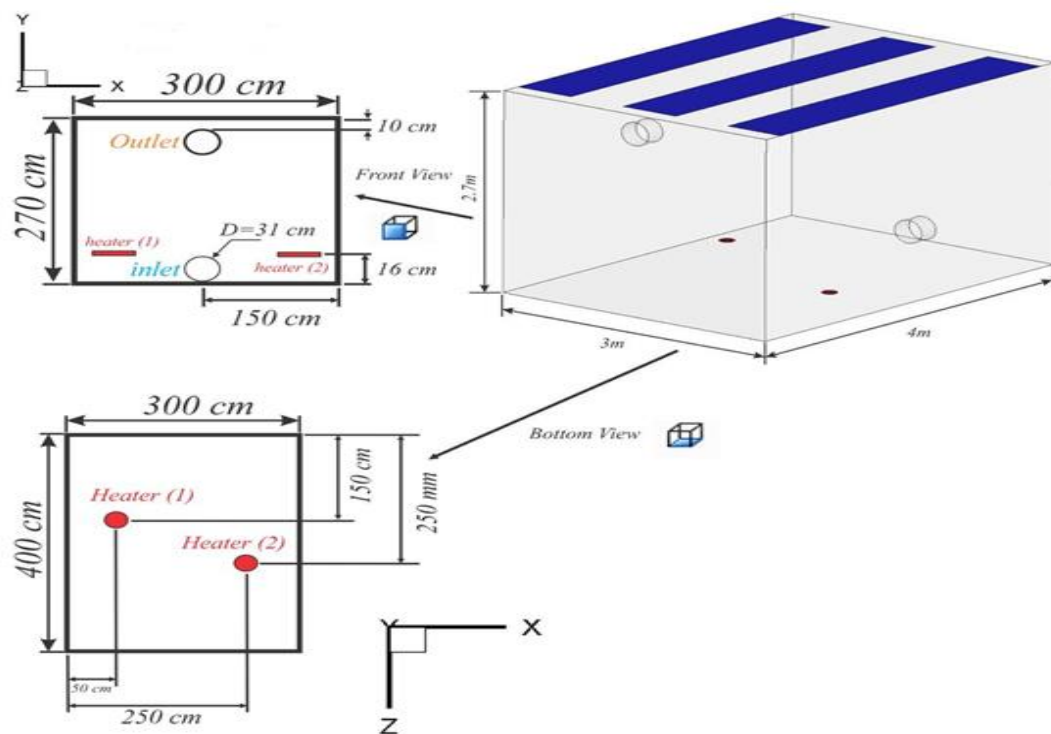 Y
Z
X
300 cm
10 cm
Outlet
270 cm
Front View
D=31 cm
heater (1)
inlet
heater (2)
16 cm
150 cm
2.7m
3m
4m
300 cm
Bottom View
150 cm
250 mm
Heater (1)
Heater (2)
400 cm
50 cm
250 cm
Y
X
Z